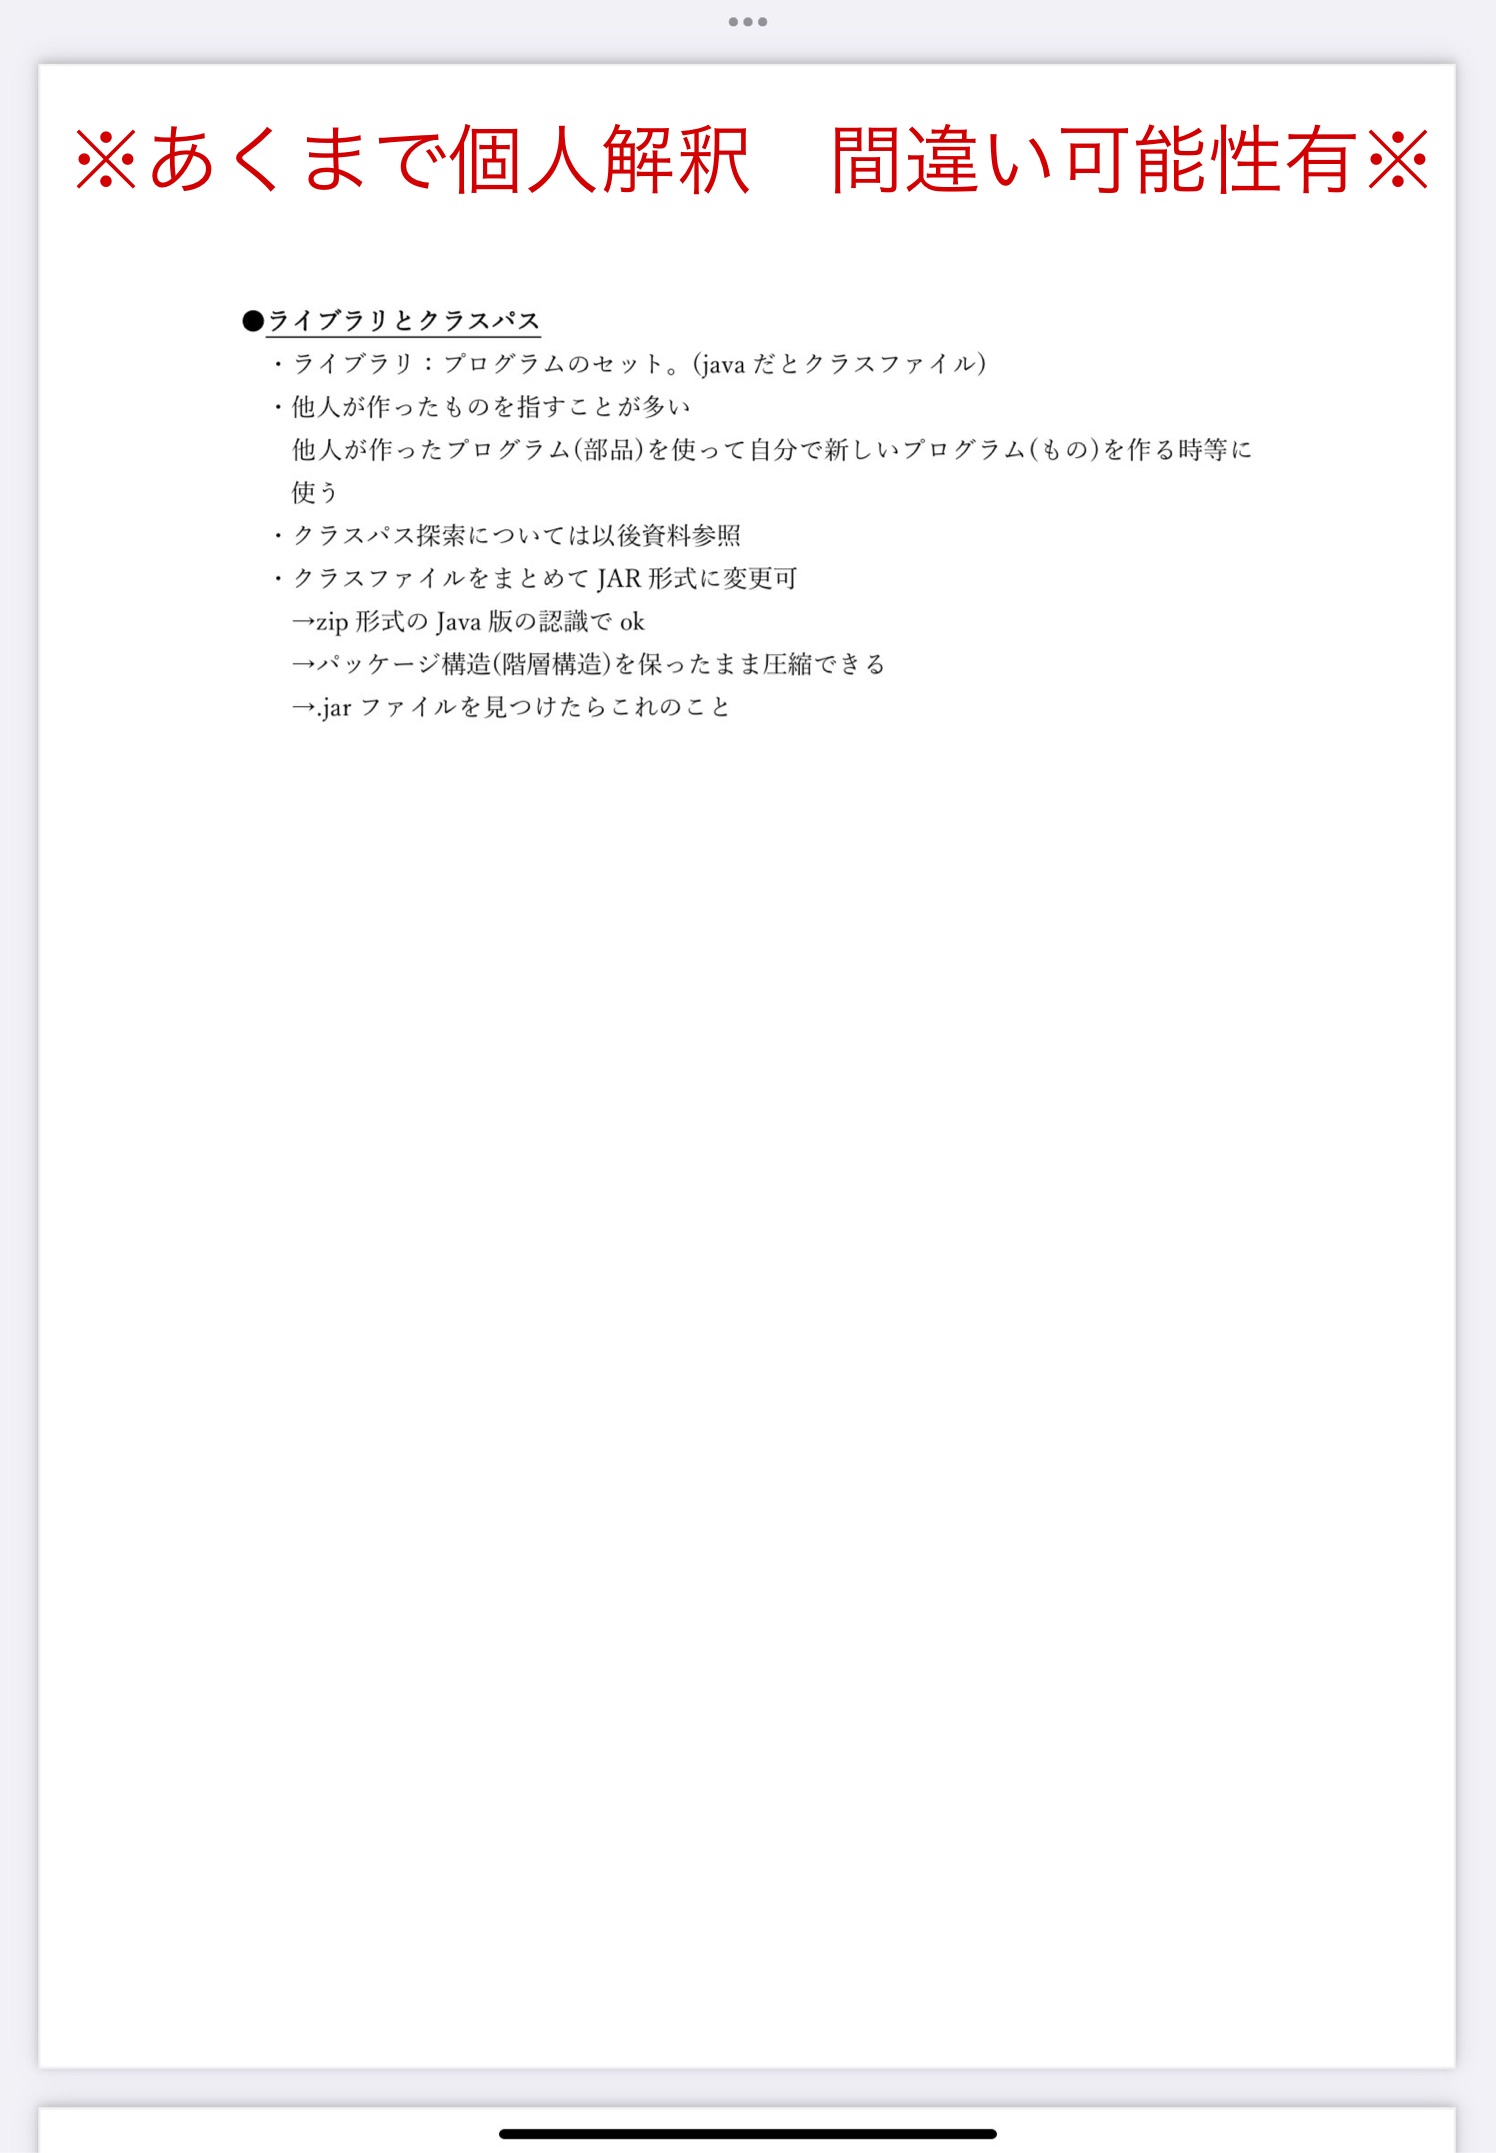 ※あくまで個人解釈　間違い可能性有※
●ライブラリとクラスパス
・ライブラリ：プログラムのセット。(java だとクラスファイル)
・他人が作ったものを指すことが多い
他人が作ったプログラム(部品)を使って自分で新しいプログラム(もの)を作る時等に
使う
・クラスパス探索については以後資料参照
・クラスファイルをまとめて JAR 形式に変更可
→zip 形式の Java 版の認識で ok
→パッケージ構造(階層構造)を保ったまま圧縮できる
→.jar ファイルを見つけたらこれのこと